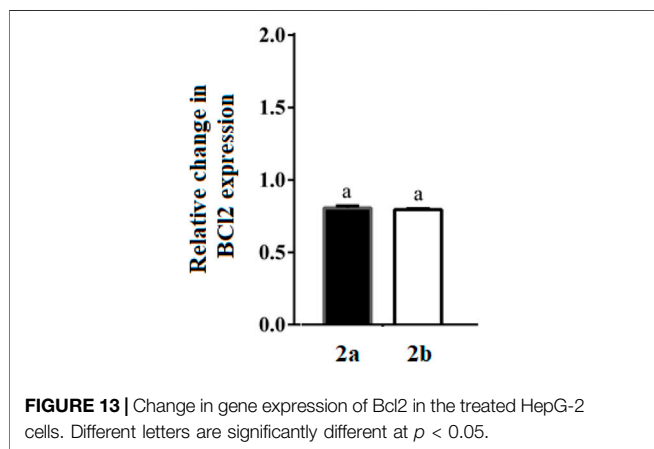 Relative change in
BCl2 expression
2.0
1.5
1.0
0.5
0.0
a
a
2a
2b
FIGURE 13 | Change in gene expression of Bcl2 in the treated HepG-2
cells. Different letters are significantly different at p < 0.05.